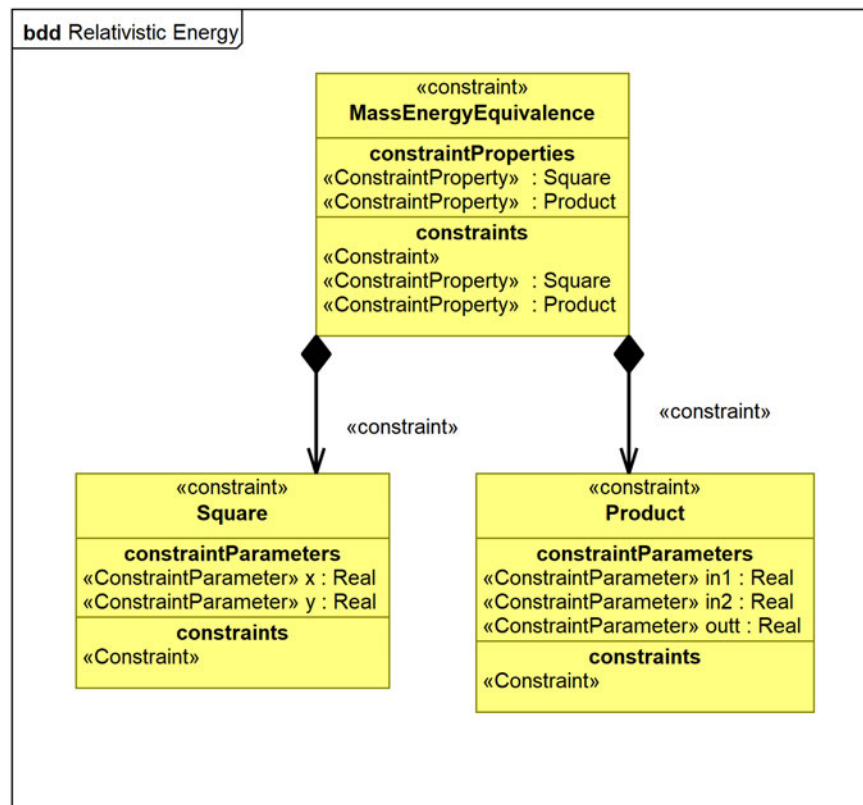 bdd Relativistic Energy
«constraint»
MassEnergyEquivalence
constraintProperties
«ConstraintProperty» : Square
«ConstraintProperty» : Product
constraints
«Constraint»
«ConstraintProperty» : Square
«ConstraintProperty» : Product
«constraint»
«constraint»
«constraint»
Square
constraintParameters
«ConstraintParameter» x : Real
«ConstraintParameter» y : Real
constraints
«Constraint»
«constraint»
Product
constraintParameters
«ConstraintParameter» in1 : Real
«ConstraintParameter» in2 : Real
«ConstraintParameter» outt : Real
constraints
«Constraint»